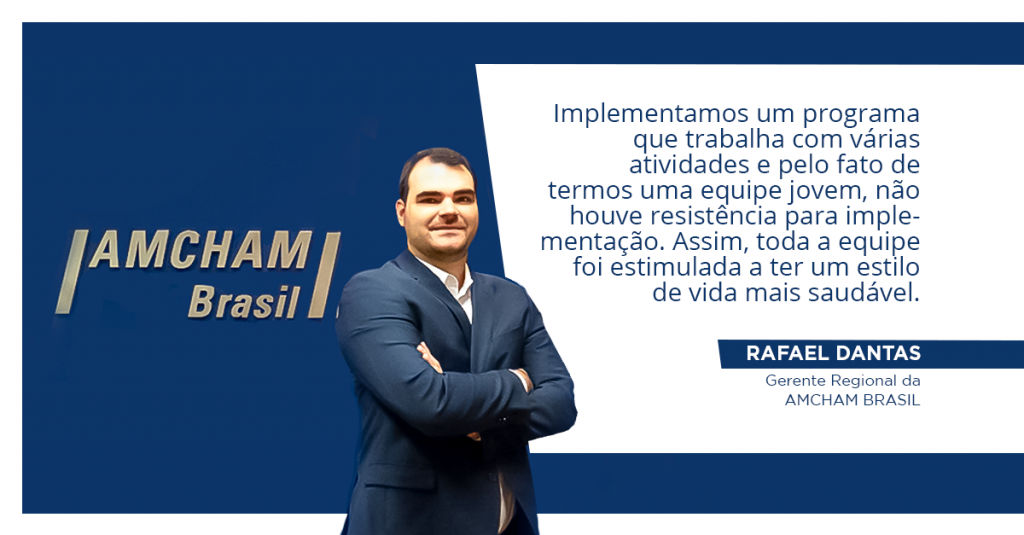 AMCHAM
Brasil
Implementamos um programa
que trabalha com várias
atividades e pelo fato de
termos uma equipe jovem, não
houve resistência para imple-
mentação. Assim, toda a equipe
foi estimulada a ter um estilo
de vida mais saudável.
RAFAEL DANTAS
Gerente Regional da
AMCHAM BRASIL